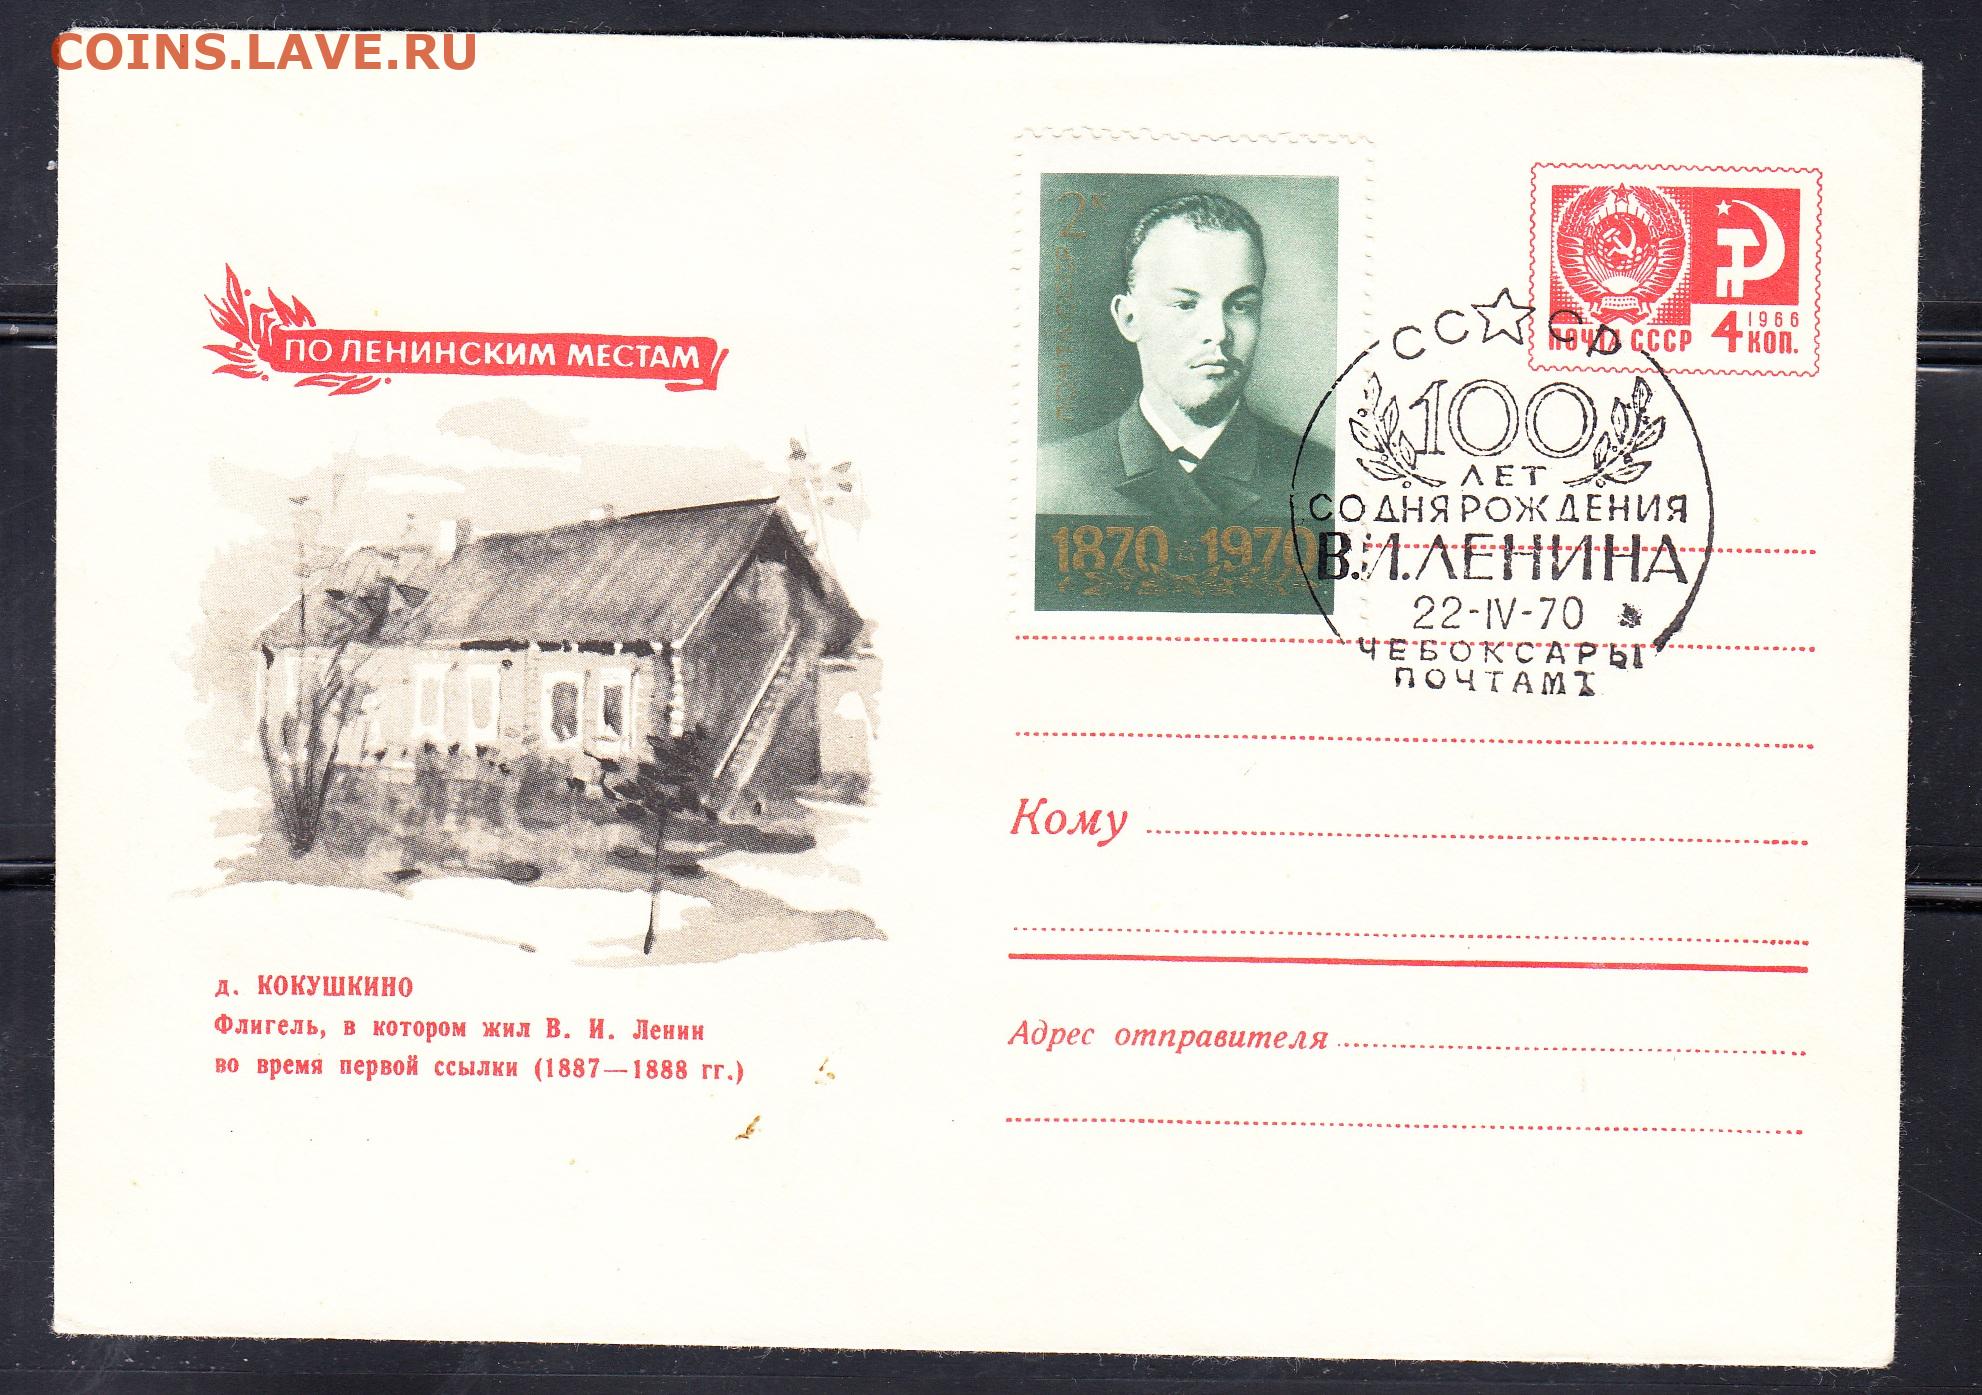 COINS.LAVE.RU
ПО ЛЕНИНСКИМ МЕСТАМ
д. КОКУШКИНО
Флигель, в котором жил В. И. Ленин
во время первой ссылки (1887—1888 гг.)
2к
ПОЧТА СССР
1870 1970
ПОЧТА СССР 4 КОП. 1966
СССР
100
ЛЕТ
СО ДНЯ РОЖДЕНИЯ
В.И.ЛЕНИНА
22-IV-70
ЧЕБОКСАРЫ
ПОЧТАМТ
Кому
Адрес отправителя